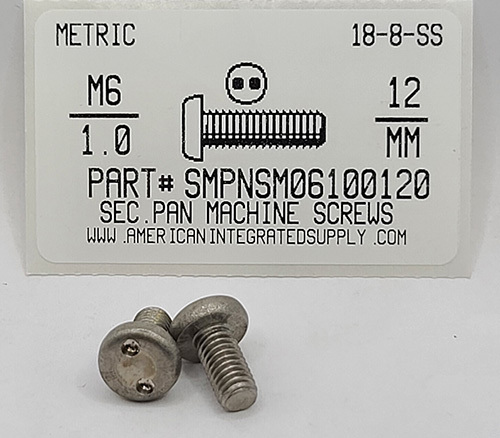 METRIC 18-8-SS
M6 12
1.0 MM
PART# SMPNSM06100120
SEC.PAN MACHINE SCREWS
WWW.AMERICANINTEGRATEDSUPPLY.COM